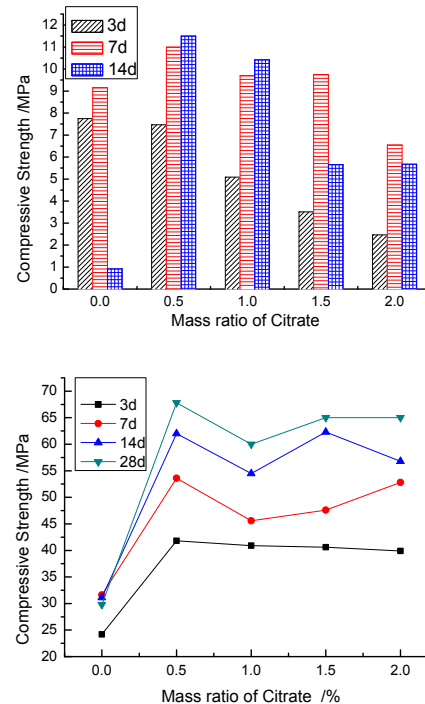 3d
7d
14d
12
11
10
9
8
7
6
5
4
3
2
1
0
Compressive Strength /MPa
0.0 0.5 1.0 1.5 2.0
Mass ratio of Citrate
3d
7d
14d
28d
70
65
60
55
50
45
40
35
30
25
20
Compressive Strength /MPa
0.0 0.5 1.0 1.5 2.0
Mass ratio of Citrate /%